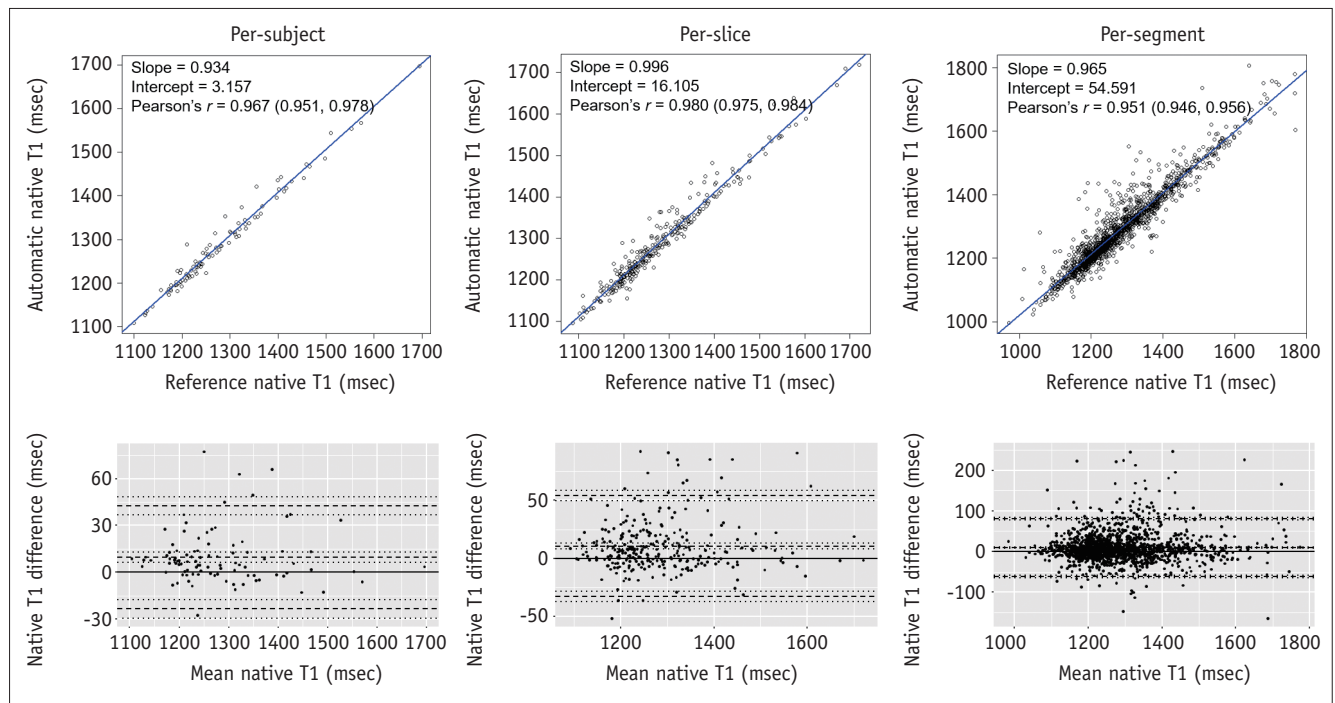 Per-subject
Slope = 0.934
Intercept = 3.157
Pearson's r = 0.967 (0.951, 0.978)
Automatic native T1 (msec)
1700
1600
1500
1400
1300
1200
1100
1100 1200 1300 1400 1500 1600 1700
Reference native T1 (msec)
Per-slice
Slope = 0.996
Intercept = 16.105
Pearson's r = 0.980 (0.975, 0.984)
Automatic native T1 (msec)
1700
1600
1500
1400
1300
1200
1100
1100 1200 1300 1400 1500 1600 1700
Reference native T1 (msec)
Per-segment
Slope = 0.965
Intercept = 54.591
Pearson's r = 0.951 (0.946, 0.956)
Automatic native T1 (msec)
1800
1600
1400
1200
1000
1000 1200 1400 1600 1800
Reference native T1 (msec)
Native T1 difference (msec)
60
30
0
-30
1100 1200 1300 1400 1500 1600 1700
Mean native T1 (msec)
Native T1 difference (msec)
50
0
-50
1200 1400 1600
Mean native T1 (msec)
Native T1 difference (msec)
200
100
0
-100
1000 1200 1400 1600 1800
Mean native T1 (msec)